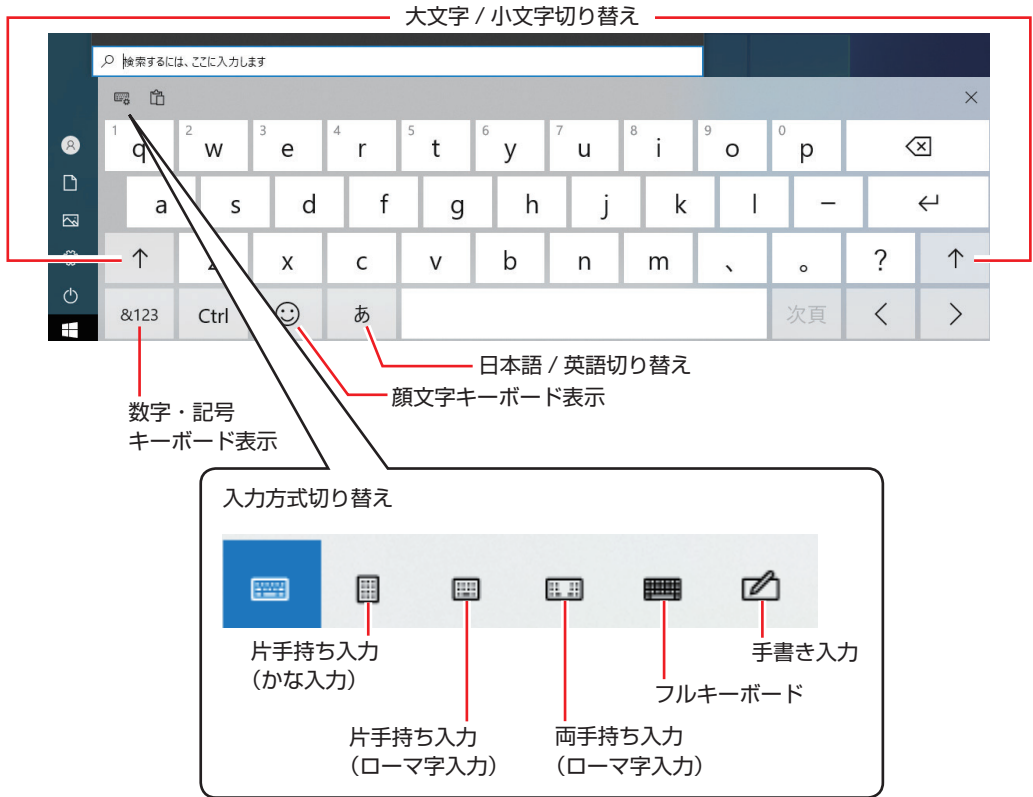 大文字 / 小文字切り替え
検索するには、ここに入力します
1 q 2 w 3 e 4 r 5 t 6 y 7 u 8 i 9 o 0 p
a s d f g h j k l ー
z x c v b n m 、 。 ?
&123 Ctrl あ 次頁
日本語 / 英語切り替え
顔文字キーボード表示
数字・記号
キーボード表示
入力方式切り替え
片手持ち入力
(かな入力)
手書き入力
フルキーボード
片手持ち入力
(ローマ字入力)
両手持ち入力
(ローマ字入力)